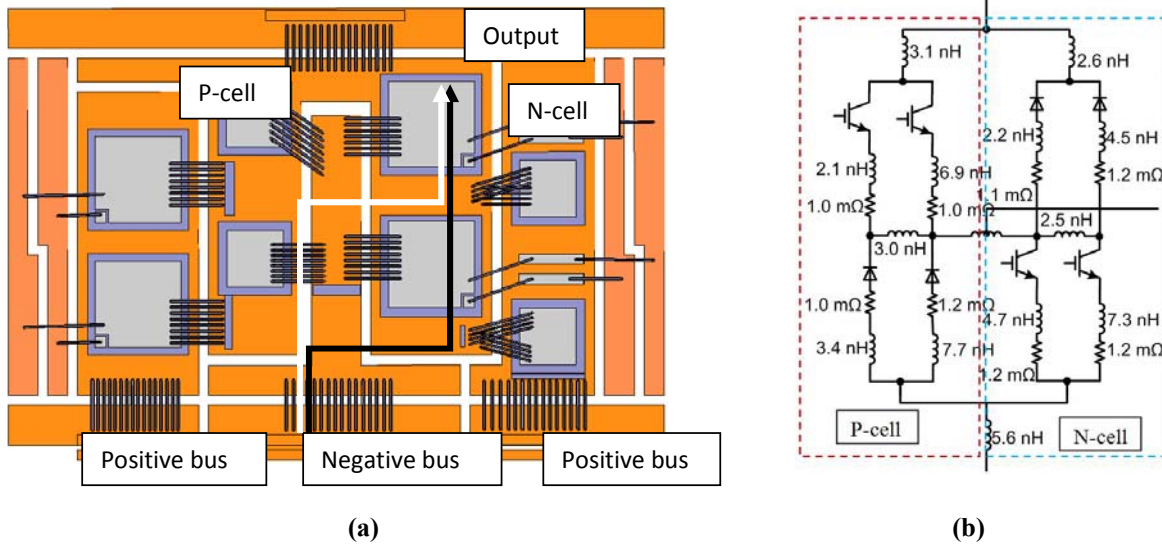 Output
P-cell
N-cell
Positive bus
Negative bus
Positive bus
(a)
3.1 nH
2.6 nH
2.2 nH
4.5 nH
2.1 nH
6.9 nH
1.2 mΩ
1.0 mΩ
1.0 mΩ
1 mΩ
3.0 nH
2.5 nH
1.0 mΩ
1.2 mΩ
4.7 nH
7.3 nH
3.4 nH
7.7 nH
1.2 mΩ
1.2 mΩ
P-cell
N-cell
5.6 nH
(b)